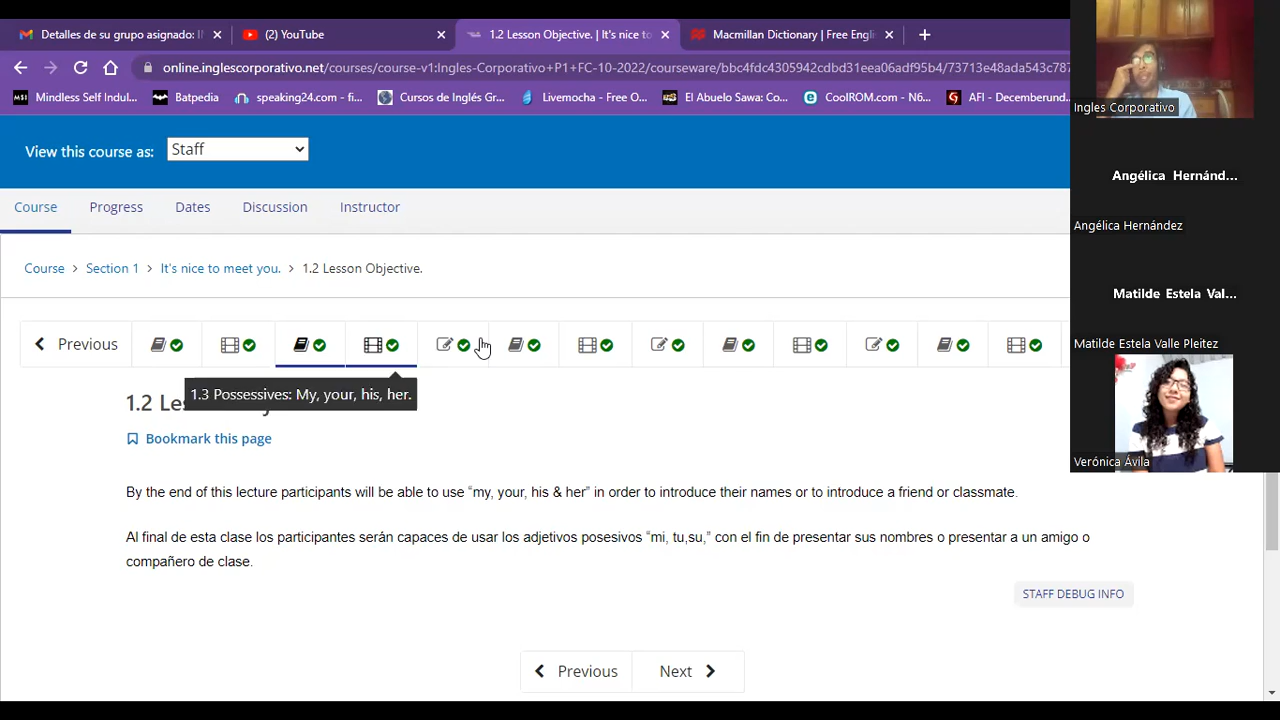 Detalles de su grupo asignado: I
(2) YouTube
1.2 Lesson Objective. | It's nice to
Macmillan Dictionary | Free Engli
online.inglescorporativo.net/courses/course-v1:Ingles-Corporativo+P1+FC-10-2022/courseware/bbc4fdc4305942cdbd31eea06adf95b4/73713e48ada543c787
Mindless Self Indul...
Batpedia
speaking24.com - fi...
Cursos de Inglés Gr...
Livemocha - Free O...
El Abuelo Sawa: Co...
CoolROM.com - N6...
AFI - Decemberund...
View this course as:
Staff
Course
Progress
Dates
Discussion
Instructor
Course > Section 1 > It's nice to meet you. > 1.2 Lesson Objective.
Previous
1.3 Possessives: My, your, his, her.
Bookmark this page
By the end of this lecture participants will be able to use “my, your, his & her” in order to introduce their names or to introduce a friend or classmate.
Al final de esta clase los participantes serán capaces de usar los adjetivos posesivos “mi, tu,su,” con el fin de presentar sus nombres o presentar a un amigo o
compañero de clase.
STAFF DEBUG INFO
Previous
Next
Ingles Corporativo
Angélica Hernánd...
Angélica Hernández
Matilde Estela Val...
Matilde Estela Valle Pleitez
Verónica Ávila